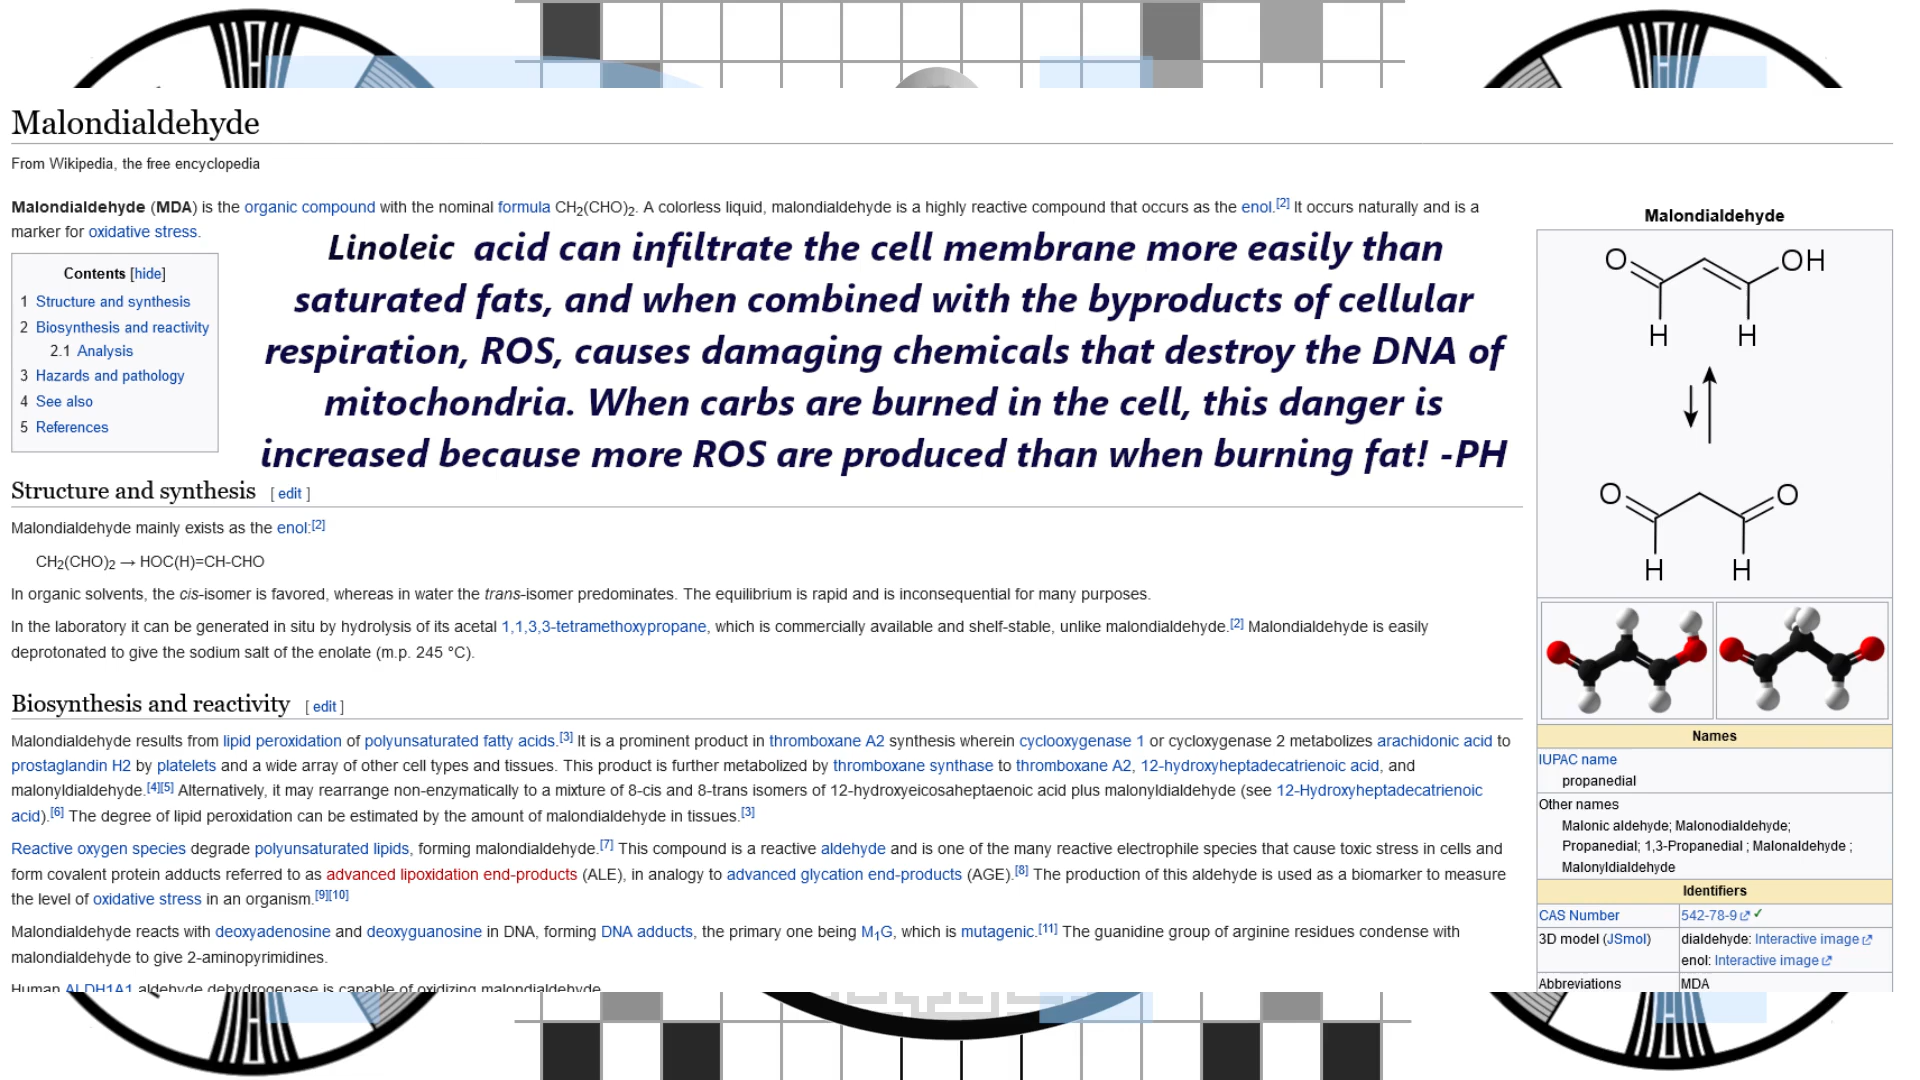 Malondialdehyde
From Wikipedia, the free encyclopedia
Malondialdehyde (MDA) is the organic compound with the nominal formula CH2(CHO)2. A colorless liquid, malondialdehyde is a highly reactive compound that occurs as the enol.[2] It occurs naturally and is a
marker for oxidative stress.
Linoleic acid can infiltrate the cell membrane more easily than
saturated fats, and when combined with the byproducts of cellular
respiration, ROS, causes damaging chemicals that destroy the DNA of
mitochondria. When carbs are burned in the cell, this danger is
increased because more ROS are produced than when burning fat! -PH
Contents [hide]
1 Structure and synthesis
2 Biosynthesis and reactivity
2.1 Analysis
3 Hazards and pathology
4 See also
5 References
Structure and synthesis [ edit ]
Malondialdehyde mainly exists as the enol:[2]
CH2(CHO)2 → HOC(H)=CH-CHO
In organic solvents, the cis-isomer is favored, whereas in water the trans-isomer predominates. The equilibrium is rapid and is inconsequential for many purposes.
In the laboratory it can be generated in situ by hydrolysis of its acetal 1,1,3,3-tetramethoxypropane, which is commercially available and shelf-stable, unlike malondialdehyde.[2] Malondialdehyde is easily
deprotonated to give the sodium salt of the enolate (m.p. 245 °C).
Biosynthesis and reactivity [ edit ]
Malondialdehyde results from lipid peroxidation of polyunsaturated fatty acids.[3] It is a prominent product in thromboxane A2 synthesis wherein cyclooxygenase 1 or cycloxygenase 2 metabolizes arachidonic acid to
prostaglandin H2 by platelets and a wide array of other cell types and tissues. This product is further metabolized by thromboxane synthase to thromboxane A2, 12-hydroxyheptadecatrienoic acid, and
malonyldialdehyde.[4][5] Alternatively, it may rearrange non-enzymatically to a mixture of 8-cis and 8-trans isomers of 12-hydroxyeicosaheptaenoic acid plus malonyldialdehyde (see 12-Hydroxyheptadecatrienoic
acid).[6] The degree of lipid peroxidation can be estimated by the amount of malondialdehyde in tissues.[3]
Reactive oxygen species degrade polyunsaturated lipids, forming malondialdehyde.[7] This compound is a reactive aldehyde and is one of the many reactive electrophile species that cause toxic stress in cells and
form covalent protein adducts referred to as advanced lipoxidation end-products (ALE), in analogy to advanced glycation end-products (AGE).[8] The production of this aldehyde is used as a biomarker to measure
the level of oxidative stress in an organism.[9][10]
Malondialdehyde reacts with deoxyadenosine and deoxyguanosine in DNA, forming DNA adducts, the primary one being M1G, which is mutagenic.[11] The guanidine group of arginine residues condense with
malondialdehyde to give 2-aminopyrimidines.
Human ALDH1A1 aldehyde dehydrogenase is capable of oxidizing malondialdehyde.
Malondialdehyde
O
OH
H
H
O
O
H
H
Names
IUPAC name
propanedial
Other names
Malonic aldehyde; Malonodialdehyde;
Propanedial; 1,3-Propanedial ; Malonaldehyde ;
Malonyldialdehyde
Identifiers
CAS Number 542-78-9 ✓
3D model (JSmol) dialdehyde: Interactive image
enol: Interactive image
Abbreviations MDA